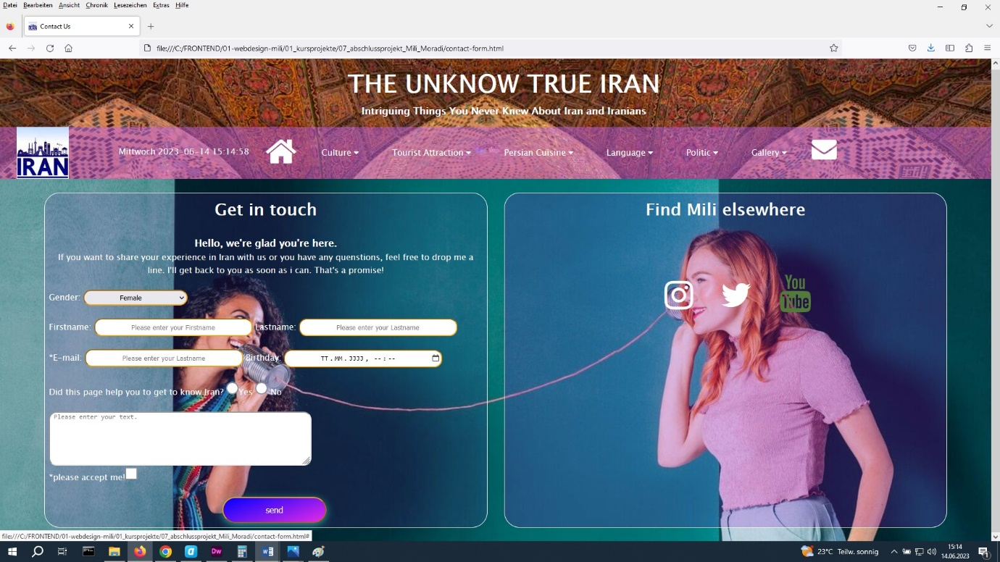 Datei Bearbeiten Ansicht Chronik Lesezeichen Extras Hilfe
Contact Us
file:///C:/FRONTEND/01-webdesign-mili/01_kursprojekte/07_abschlussprojekt_Mili_Moradi/contact-form.html
THE UNKNOW TRUE IRAN
Intriguing Things You Never Knew About Iran and Iranians
IRAN
Mittwoch 2023-06-14 15:14:58
Culture Tourist Attraction Persian Cuisine Language Politic Gallery
Get in touch
Hello, we're glad you're here.
If you want to share your experience in Iran with us or you have any quenstions, feel free to drop me a
line. I'll get back to you as soon as i can. That's a promise!
Gender: Female
Firstname: Please enter your Firstname Lastname: Please enter your Lastname
*E-mail: Please enter your Lastname Birthday: TT.MM.JJJJ, --:--
Did this page help you to get to know Iran? Yes No
Please enter your text.
*please accept me!
send
Find Mili elsewhere
You
Tube
file:///C:/FRONTEND/01-webdesign-mili/01_kursprojekte/07_abschlussprojekt_Mili_Moradi/contact-form.html#
a
Dw
W
23°C Teilw. sonnig
15:14
14.06.2023
1